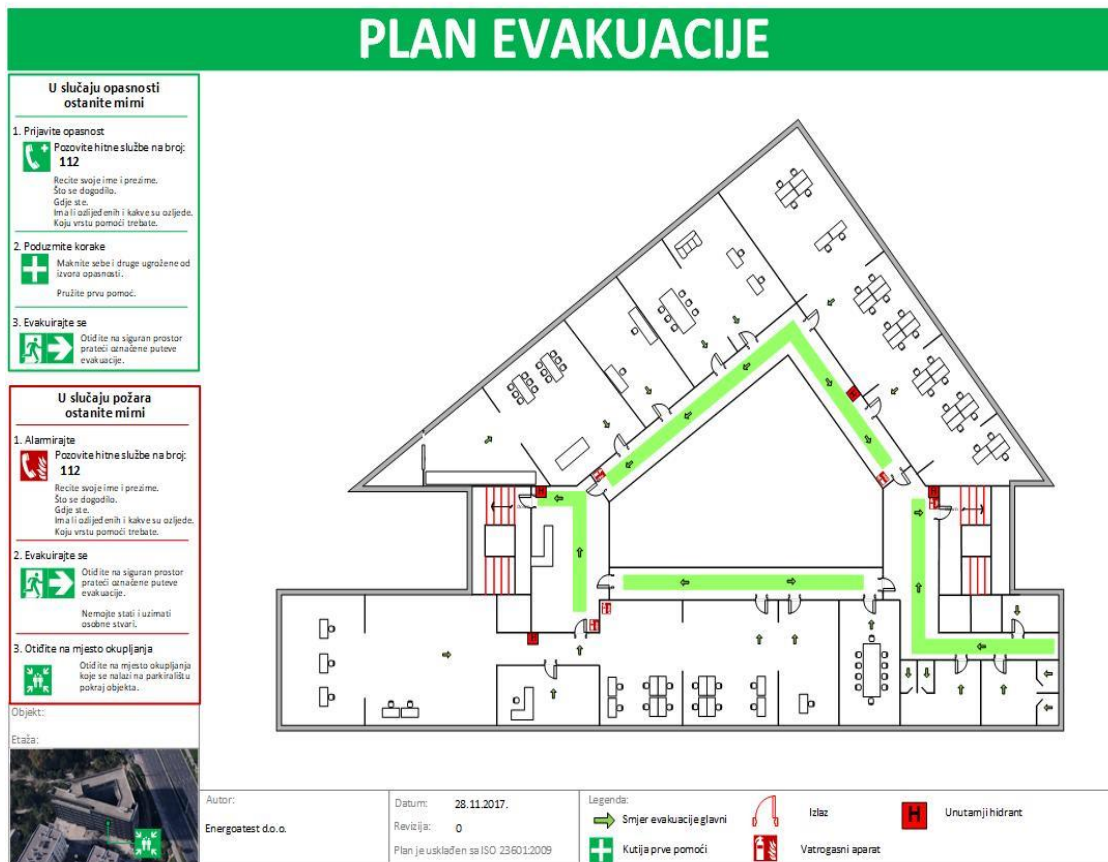 PLAN EVAKUACIJE
U slučaju opasnosti
ostanite mirni
1. Prijavite opasnost
Pozovite hitne službe na broj:
112
Recite svoje ime i prezime.
Što se dogodilo.
Gdje ste.
Ima li ozlijeđenih i kakve su ozljede.
Koju vrstu pomoći trebate.
2. Poduzmite korake
Maknite sebe i druge ugrožene od
izvora opasnosti.
Pružite prvu pomoć.
3. Evakuirajte se
Otiđite na siguran prostor
prateći označene puteve
evakuacije.
U slučaju požara
ostanite mirni
1. Alarmirajte
Pozovite hitne službe na broj:
112
Recite svoje ime i prezime.
Što se dogodilo.
Gdje ste.
Ima li ozlijeđenih i kakve su ozljede.
Koju vrstu pomoći trebate.
2. Evakuirajte se
Otiđite na siguran prostor
prateći označene puteve
evakuacije.
Nemojte stati i uzimati
osobne stvari.
3. Otiđite na mjesto okupljanja
Otiđite na mjesto okupljanja
koje se nalazi na parkiralištu
pokraj objekta.
Objekt:
Etaža:
H
H
H
H
Autor:
Energoatest d.o.o.
Datum: 28.11.2017.
Revizija: 0
Plan je usklađen sa ISO 23601:2009
Legenda:
Smjer evakuacije glavni
Izlaz
H Unutarnji hidrant
Kutija prve pomoći
Vatrogasni aparat